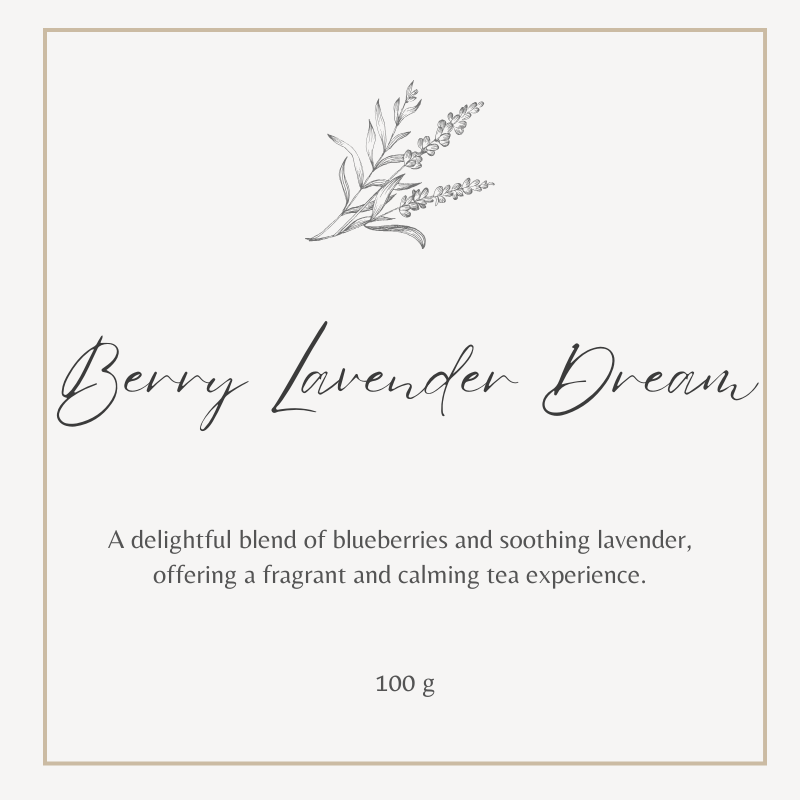 Berry Lavender Dream
A delightful blend of blueberries and soothing lavender,
offering a fragrant and calming tea experience.
100 g